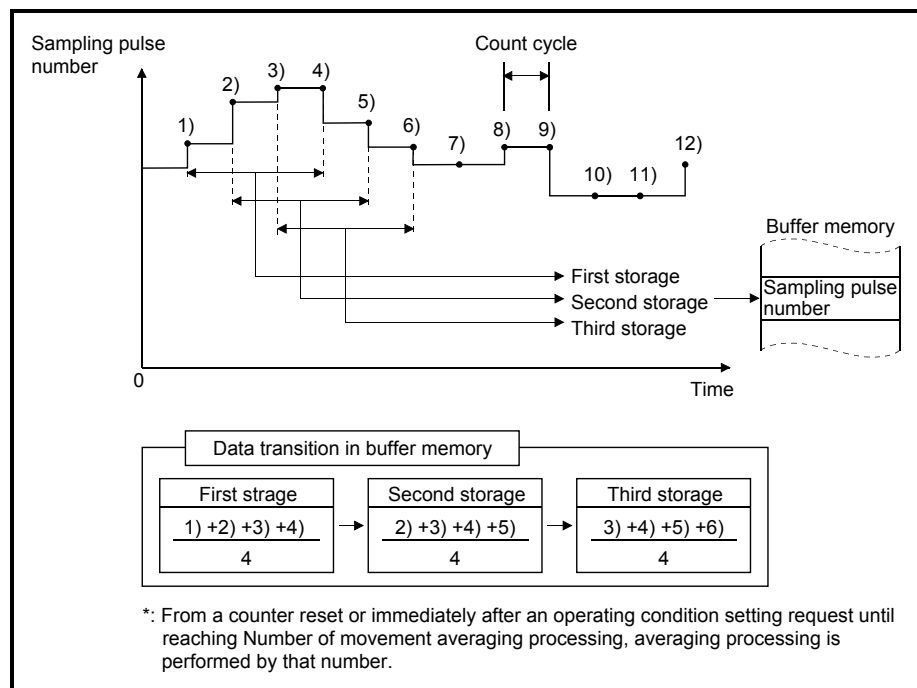 Sampling pulse
number
Count cycle
1)
2)
3)
4)
5)
6)
7)
8)
9)
10)
11)
12)
Buffer memory
First storage
Second storage
Third storage
Sampling pulse
number
0
Time
Data transition in buffer memory
First strage
1) +2) +3) +4)
4
Second storage
2) +3) +4) +5)
4
Third storage
3) +4) +5) +6)
4
*: From a counter reset or immediately after an operating condition setting request until
reaching Number of movement averaging processing, averaging processing is
performed by that number.